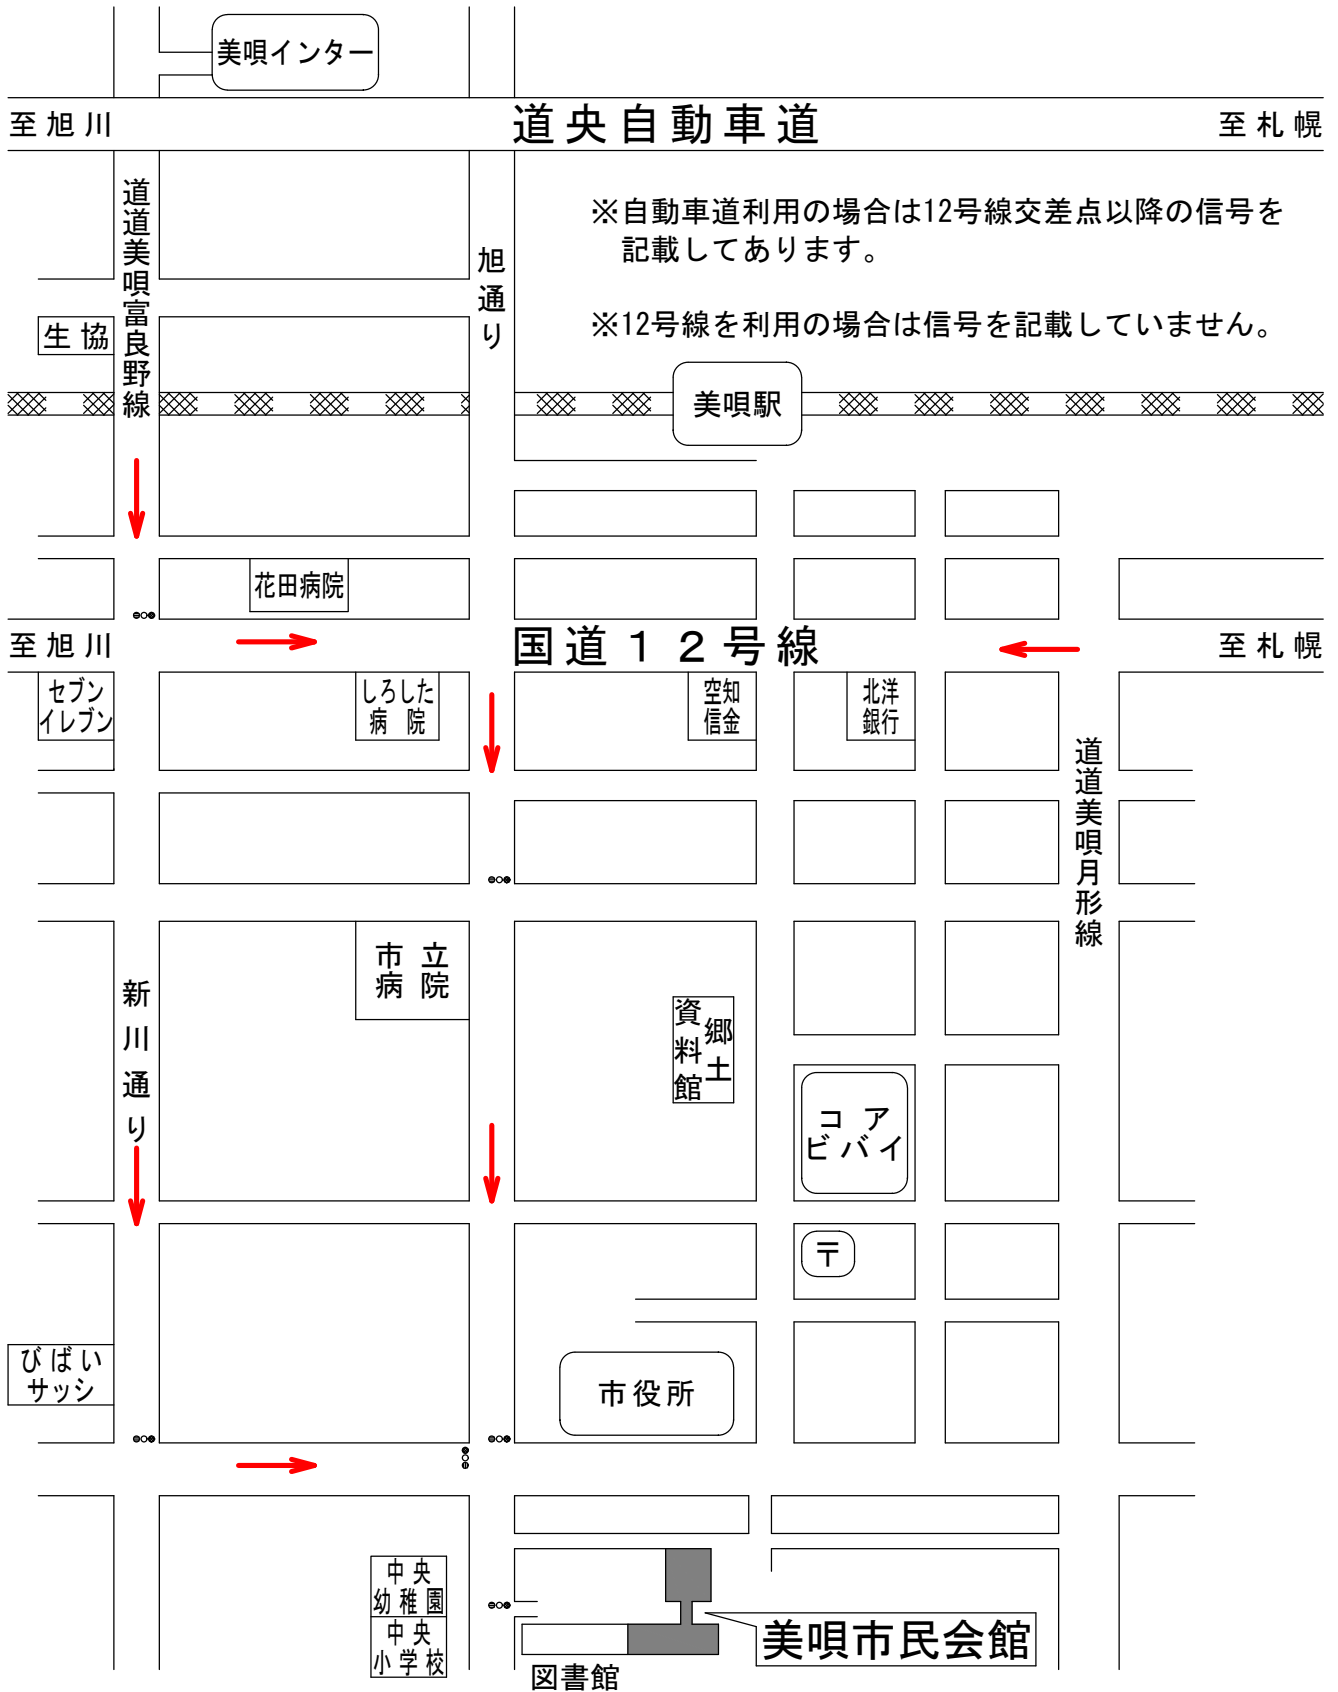 美唄インター
至旭川
道央自動車道
至札幌
道道美唄富良野線
旭通り
※自動車道利用の場合は12号線交差点以降の信号を
記載してあります。
※12号線を利用の場合は信号を記載していません。
生協
美唄駅
花田病院
至旭川
国道１２号線
至札幌
セブン
イレブン
しろした
病院
空知
信金
北洋
銀行
道道美唄月形線
市立
病院
新川通り
郷土
資料館
コア
ビバイ
〒
びばい
サッシ
市役所
中央
幼稚園
中央
小学校
美唄市民会館
図書館